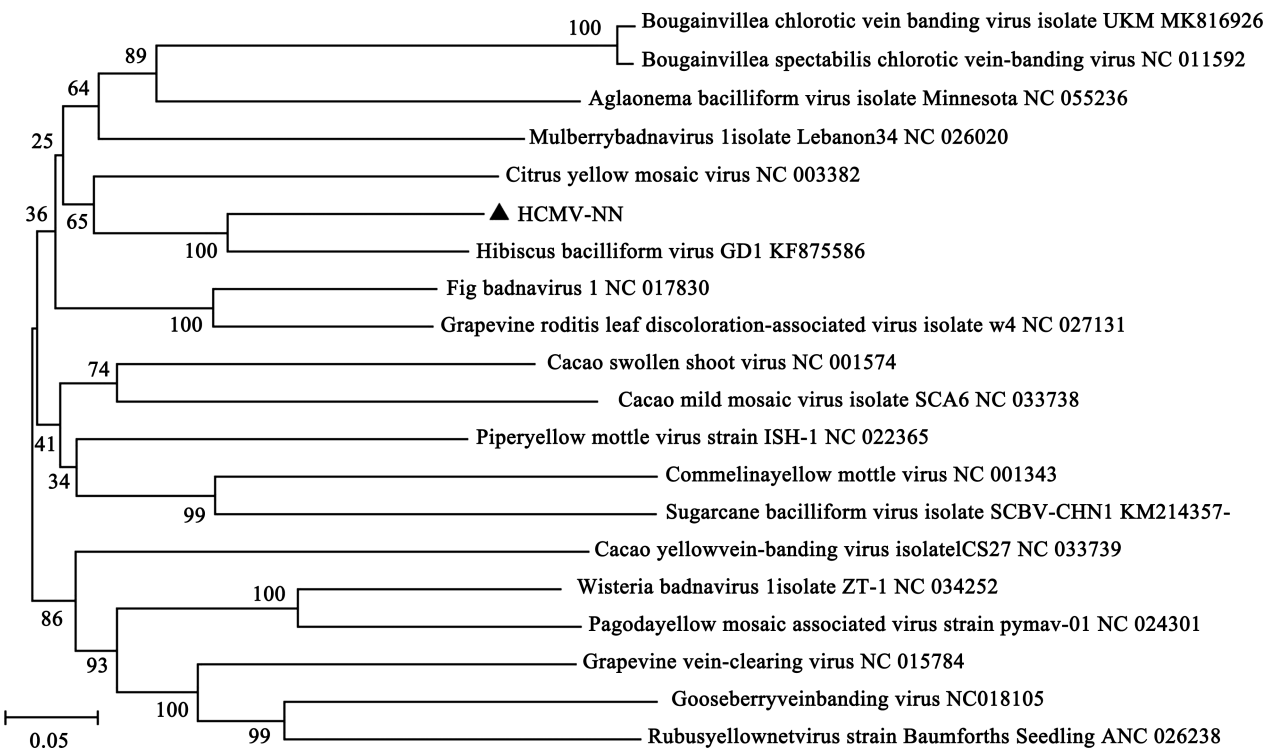 100
Bougainvillea chlorotic vein banding virus isolate UKM MK816926
89
Bougainvillea spectabilis chlorotic vein-banding virus NC 011592
64
Aglaonema bacilliform virus isolate Minnesota NC 055236
25
Mulberrybadnavirus 1isolate Lebanon34 NC 026020
Citrus yellow mosaic virus NC 003382
36
65
HCMV-NN
100
Hibiscus bacilliform virus GD1 KF875586
Fig badnavirus 1 NC 017830
100
Grapevine roditis leaf discoloration-associated virus isolate w4 NC 027131
74
Cacao swollen shoot virus NC 001574
Cacao mild mosaic virus isolate SCA6 NC 033738
41
Piperyellow mottle virus strain ISH-1 NC 022365
34
Commelinayellow mottle virus NC 001343
99
Sugarcane bacilliform virus isolate SCBV-CHN1 KM214357-
Cacao yellowvein-banding virus isolatelCS27 NC 033739
100
Wisteria badnavirus 1isolate ZT-1 NC 034252
86
Pagodayellow mosaic associated virus strain pymav-01 NC 024301
93
Grapevine vein-clearing virus NC 015784
100
Gooseberryveinbanding virus NC018105
99
Rubusyellownetvirus strain Baumforths Seedling ANC 026238
0.05